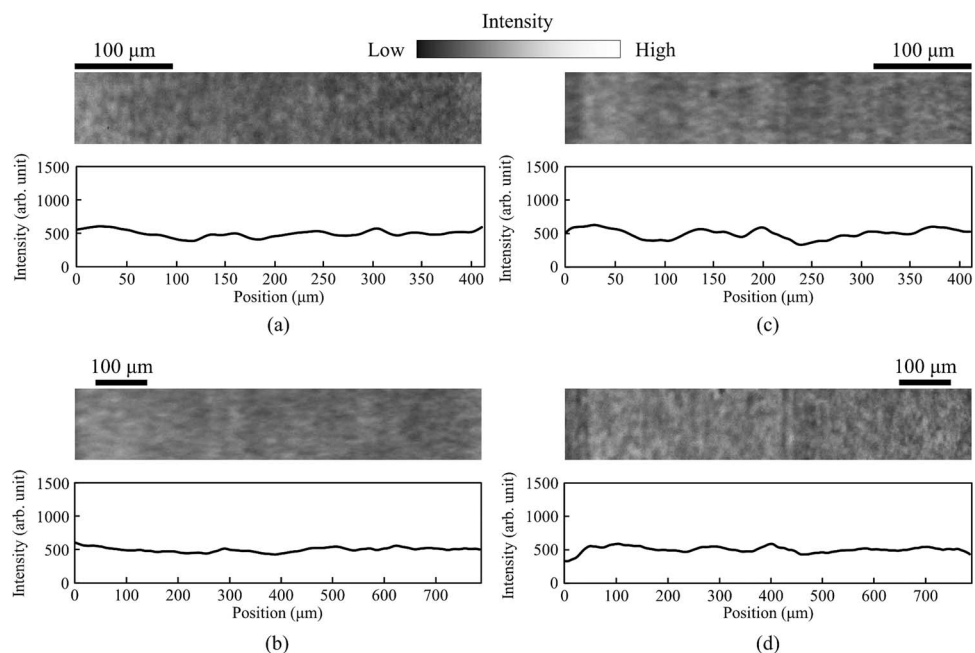 Intensity
Low High
100 μm
Intensity (arb. unit)
1500
1000
500
0
0 50 100 150 200 250 300 350 400
Position (μm)
(a)
100 μm
Intensity (arb. unit)
1500
1000
500
0
0 50 100 150 200 250 300 350 400
Position (μm)
(c)
100 μm
Intensity (arb. unit)
1500
1000
500
0
0 100 200 300 400 500 600 700
Position (μm)
(b)
100 μm
Intensity (arb. unit)
1500
1000
500
0
0 100 200 300 400 500 600 700
Position (μm)
(d)